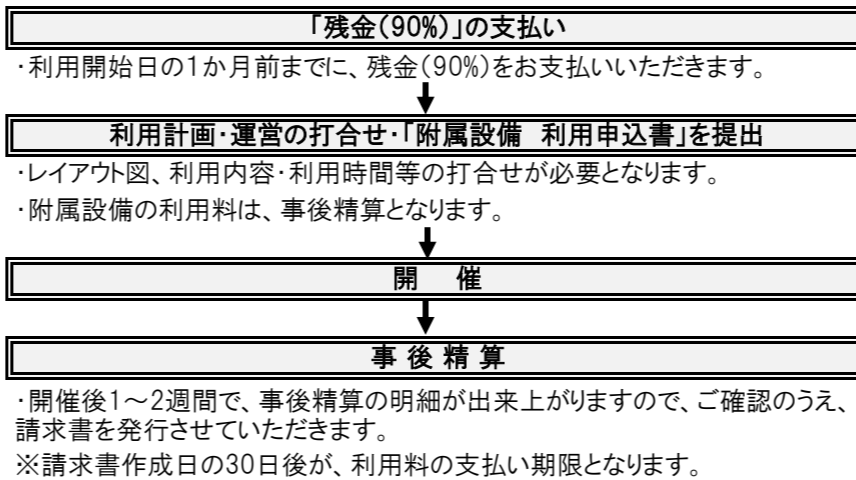 「残金（90%）」の支払い
・利用開始日の1か月前までに、残金（90%）をお支払いいただきます。
利用計画・運営の打合せ・「附属設備　利用申込書」を提出
・レイアウト図、利用内容・利用時間等の打合せが必要となります。
・附属設備の利用料は、事後精算となります。
開　催
事後精算
・開催後1～2週間で、事後精算の明細が出来上がりますので、ご確認のうえ、
請求書を発行させていただきます。
※請求書作成日の30日後が、利用料の支払い期限となります。